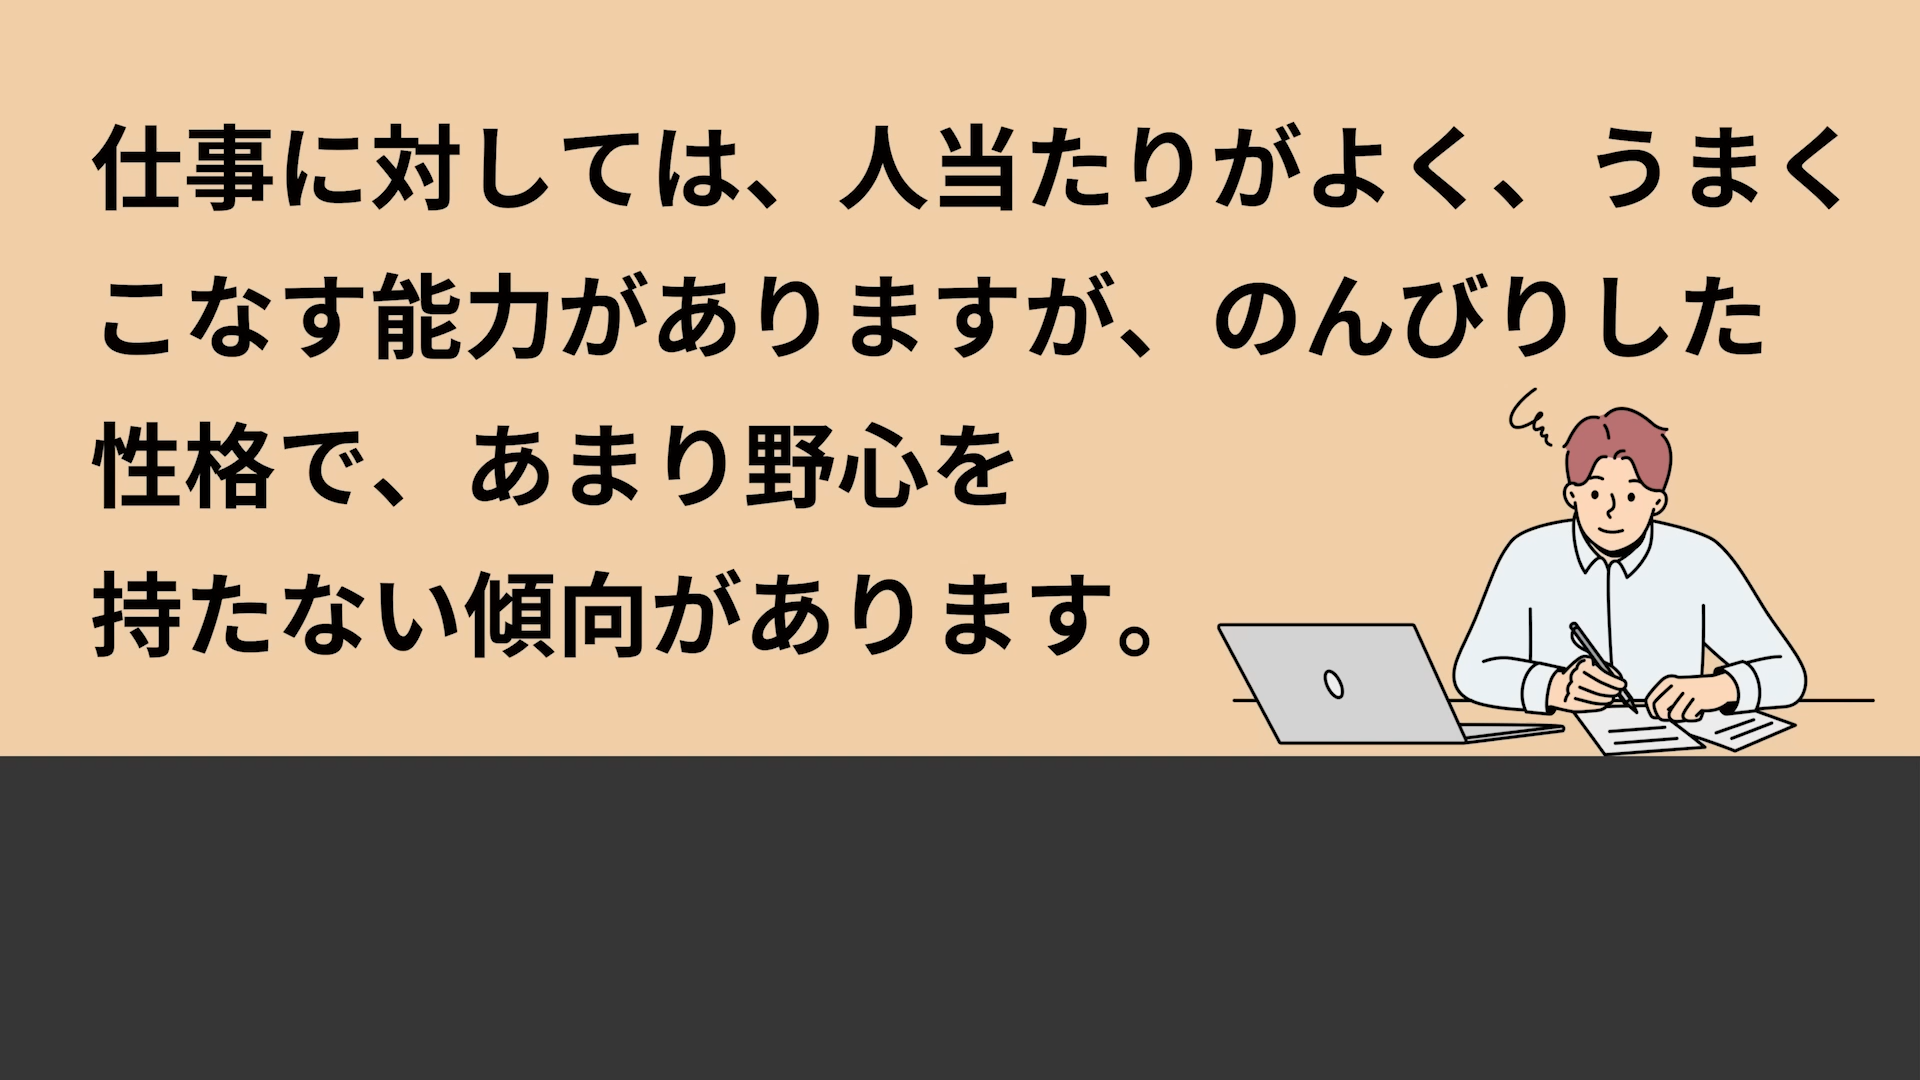 仕事に対しては、人当たりがよく、うまく
こなす能力がありますが、のんびりした
性格で、あまり野心を
持たない傾向があります。